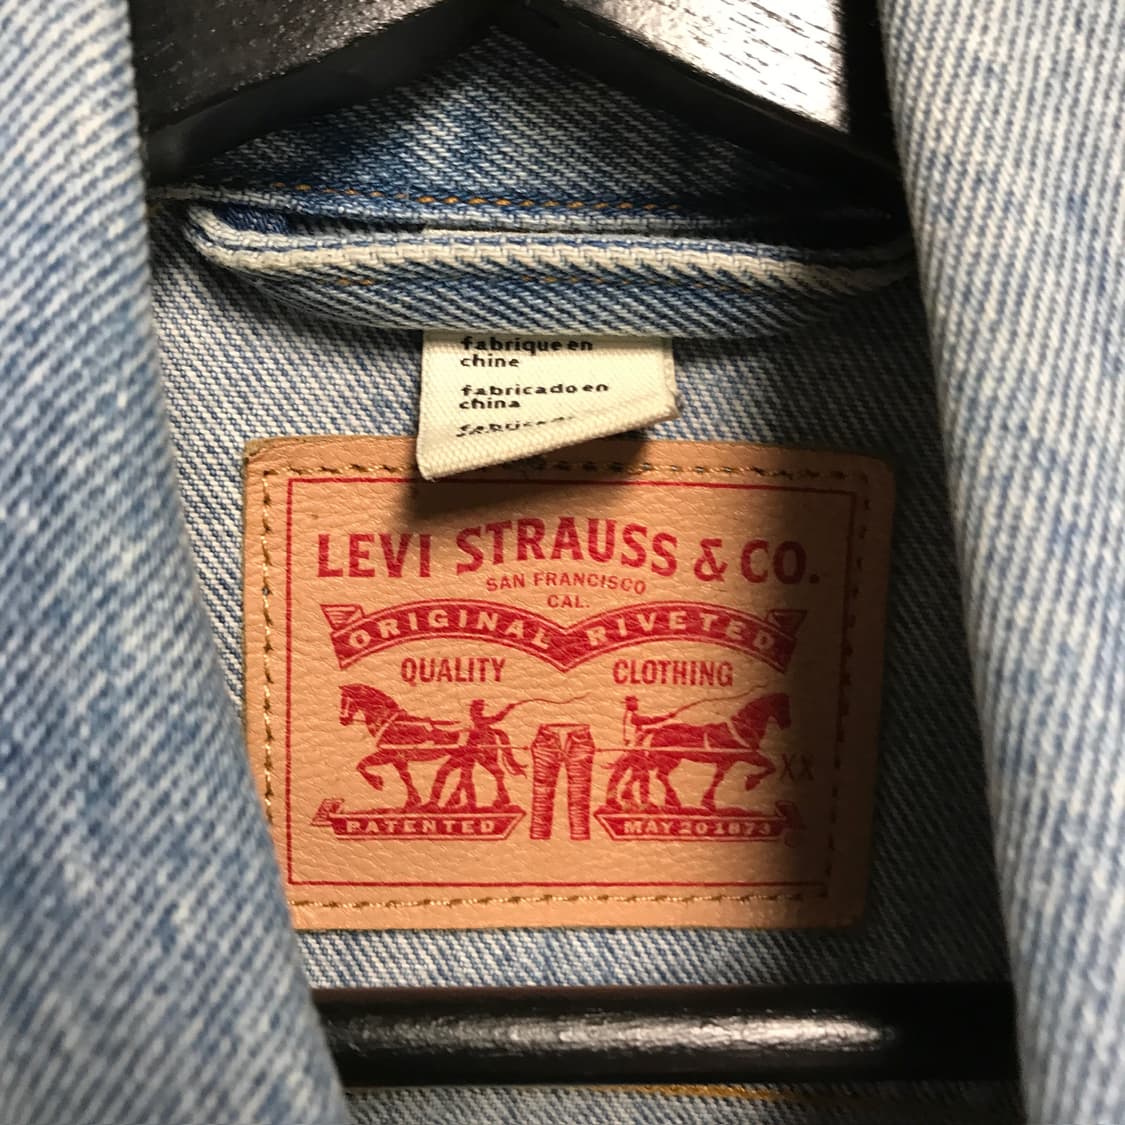 fabrique en
chine
fabricado en
china
LEVI STRAUSS & CO.
SAN FRANCISCO
CAL.
ORIGINAL RIVETED
QUALITY CLOTHING
XX
PATENTED MAY 20 1873